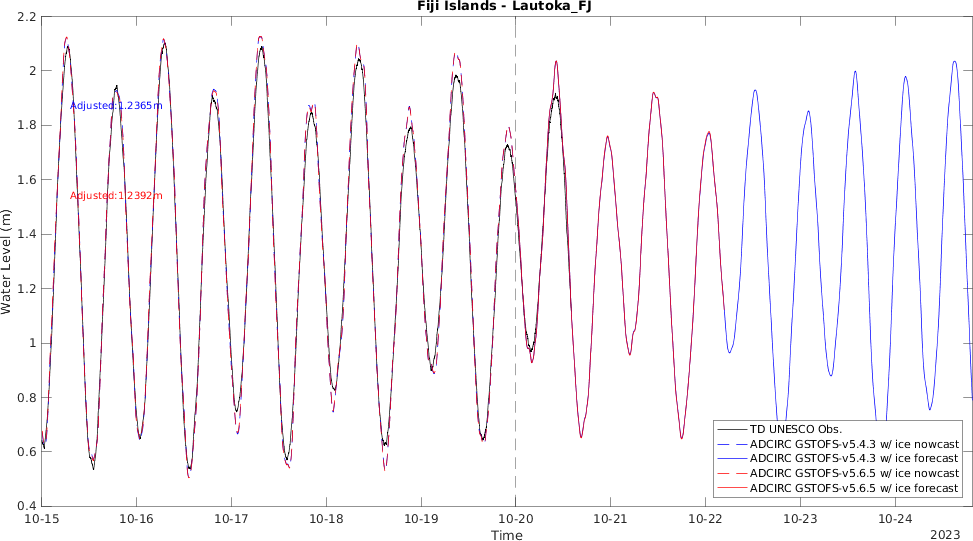 Fiji Islands - Lautoka_FJ
2.2
2
1.8
1.6
1.4
1.2
1
0.8
0.6
0.4
Water Level (m)
Adjusted:1.2365m
Adjusted:1.2392m
TD UNESCO Obs.
ADCIRC GSTOFS-v5.4.3 w/ ice nowcast
ADCIRC GSTOFS-v5.4.3 w/ ice forecast
ADCIRC GSTOFS-v5.6.5 w/ ice nowcast
ADCIRC GSTOFS-v5.6.5 w/ ice forecast
10-15 10-16 10-17 10-18 10-19 10-20 10-21 10-22 10-23 10-24
Time
2023